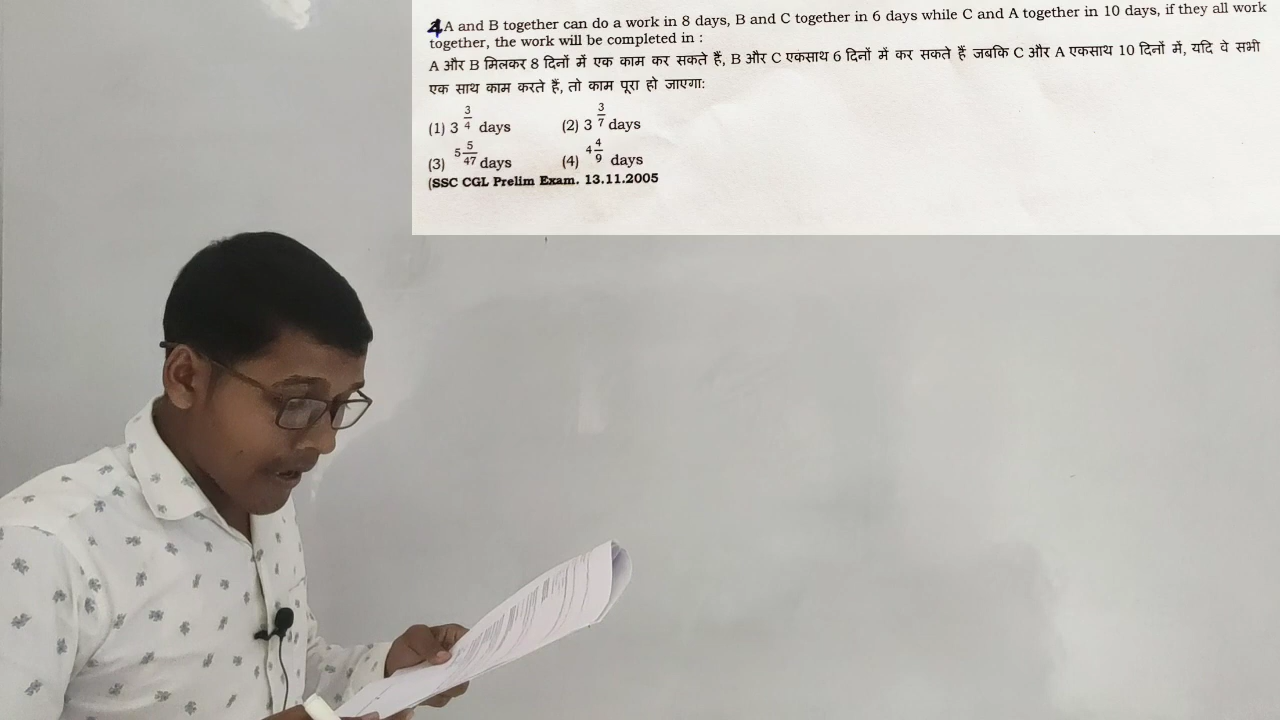 4 A and B together can do a work in 8 days, B and C together in 6 days while C and A together in 10 days, if they all work
together, the work will be completed in :
A और B मिलकर 8 दिनों में एक काम कर सकते हैं, B और C एकसाथ 6 दिनों में कर सकते हैं जबकि C और A एकसाथ 10 दिनों में, यदि वे सभी
एक साथ काम करते हैं, तो काम पूरा हो जाएगा:
(1) 3 3/4 days (2) 3 3/7 days
(3) 5 5/47 days (4) 4 4/9 days
(SSC CGL Prelim Exam. 13.11.2005